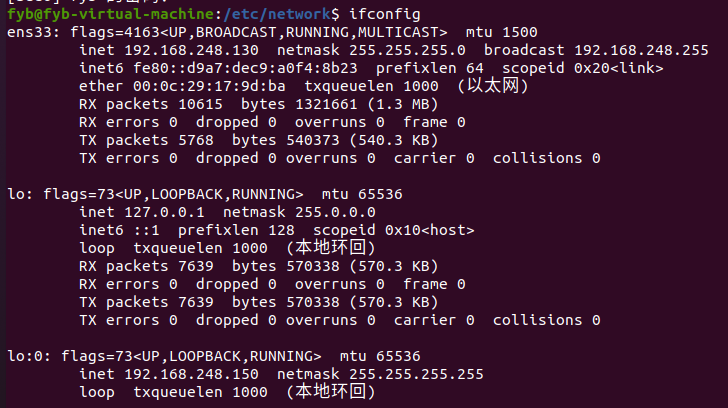 fyb@fyb-virtual-machine:/etc/network$ ifconfig
ens33: flags=4163<UP,BROADCAST,RUNNING,MULTICAST>  mtu 1500
        inet 192.168.248.130  netmask 255.255.255.0  broadcast 192.168.248.255
        inet6 fe80::d9a7:dec9:a0f4:8b23  prefixlen 64  scopeid 0x20<link>
        ether 00:0c:29:17:9d:ba  txqueuelen 1000  (以太网)
        RX packets 10615  bytes 1321661 (1.3 MB)
        RX errors 0  dropped 0  overruns 0  frame 0
        TX packets 5768  bytes 540373 (540.3 KB)
        TX errors 0  dropped 0 overruns 0  carrier 0  collisions 0

lo: flags=73<UP,LOOPBACK,RUNNING>  mtu 65536
        inet 127.0.0.1  netmask 255.0.0.0
        inet6 ::1  prefixlen 128  scopeid 0x10<host>
        loop  txqueuelen 1000  (本地环回)
        RX packets 7639  bytes 570338 (570.3 KB)
        RX errors 0  dropped 0  overruns 0  frame 0
        TX packets 7639  bytes 570338 (570.3 KB)
        TX errors 0  dropped 0 overruns 0  carrier 0  collisions 0

lo:0: flags=73<UP,LOOPBACK,RUNNING>  mtu 65536
        inet 192.168.248.150  netmask 255.255.255.255
        loop  txqueuelen 1000  (本地环回)